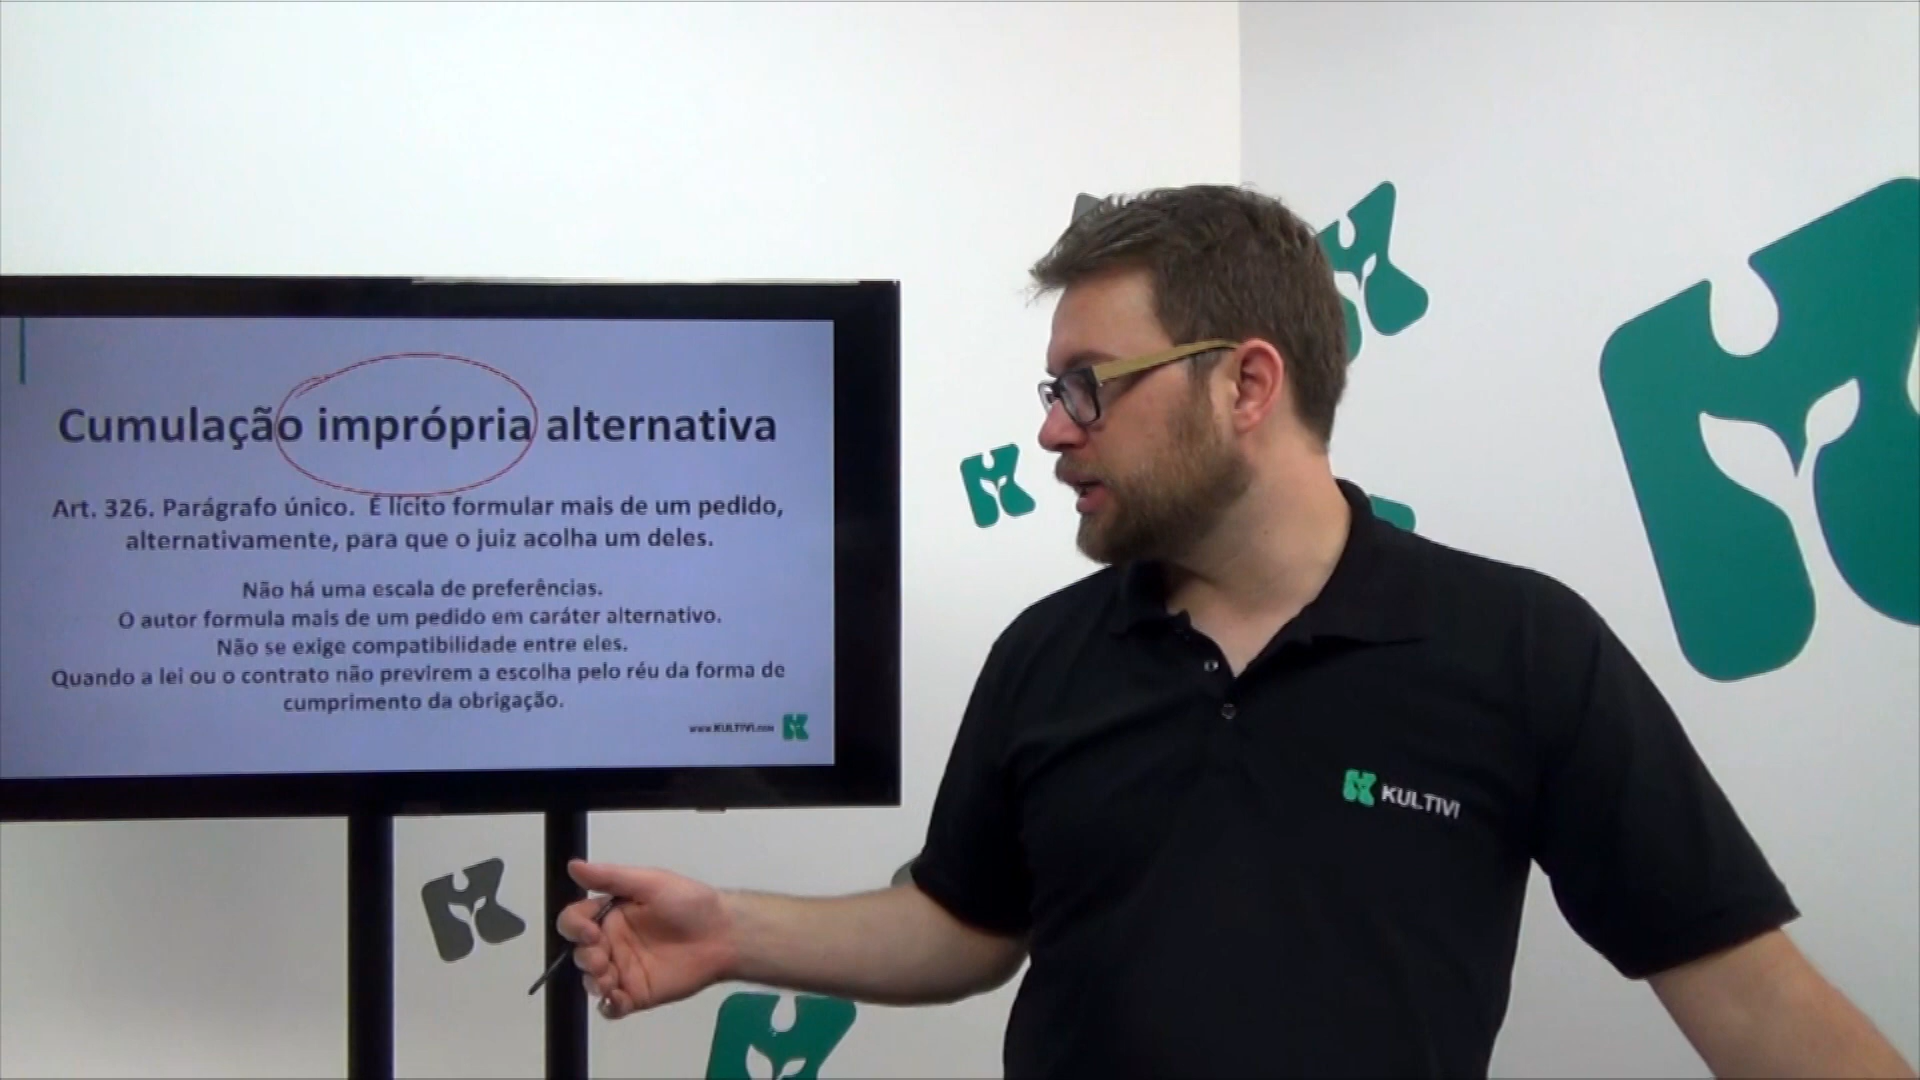 Cumulação imprópria alternativa
Art. 326. Parágrafo único. É lícito formular mais de um pedido,
alternativamente, para que o juiz acolha um deles.
Não há uma escala de preferências.
O autor formula mais de um pedido em caráter alternativo.
Não se exige compatibilidade entre eles.
Quando a lei ou o contrato não previrem a escolha pelo réu da forma de
cumprimento da obrigação.
www.KULTIVI.com
KULTIVI